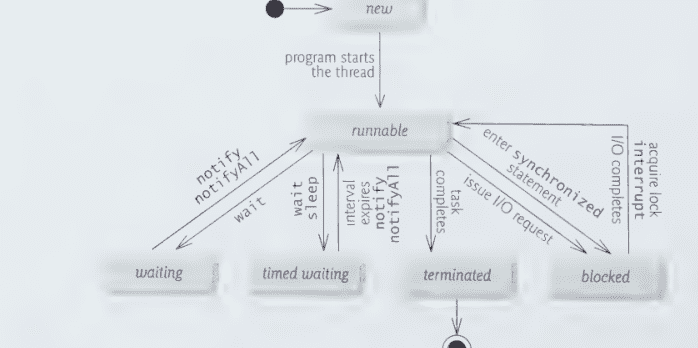 new
program starts
the thread
runnable
notify
notifyAll
wait
wait
sleep
interval
expires
notify
notifyAll
task
completes
enter synchronized
statement
issue I/O request
I/O completes
interrupt
acquire lock
waiting
timed waiting
terminated
blocked